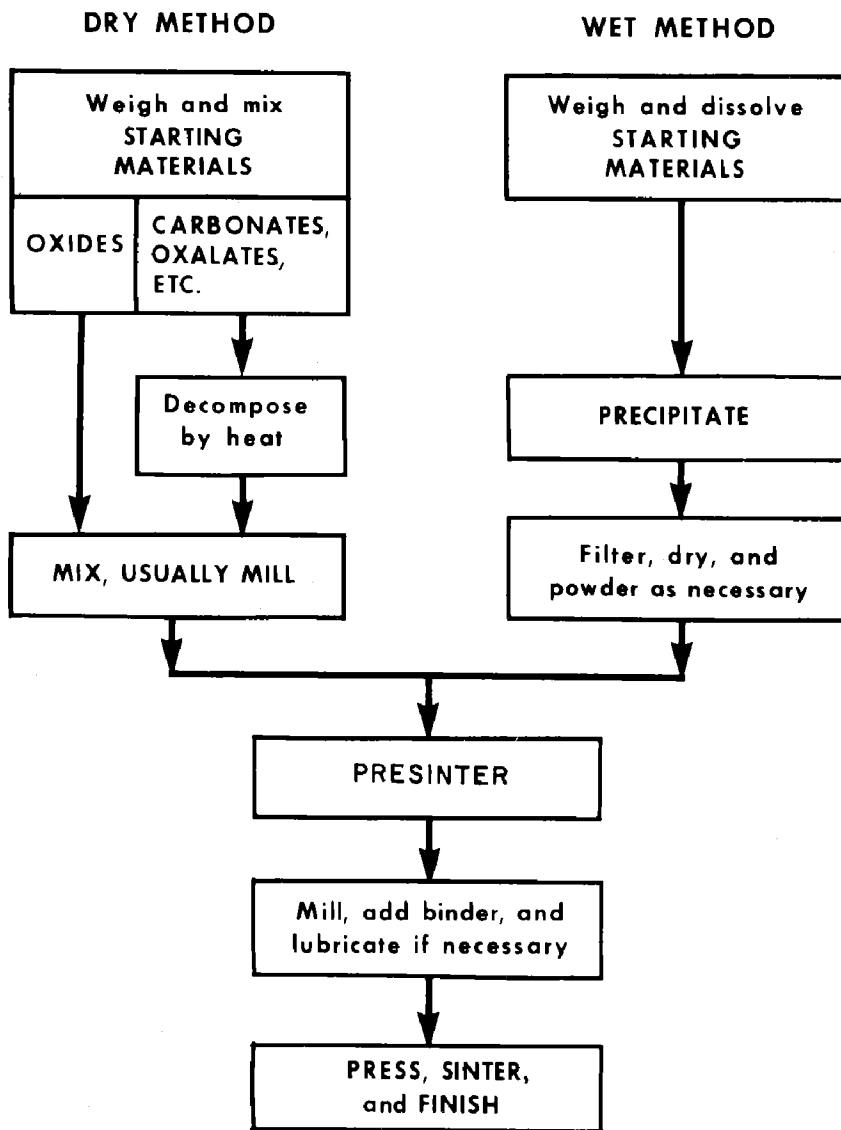 DRY METHOD
Weigh and mix
STARTING
MATERIALS
OXIDES
CARBONATES,
OXALATES,
ETC.
Decompose
by heat
MIX, USUALLY MILL
WET METHOD
Weigh and dissolve
STARTING
MATERIALS
PRECIPITATE
Filter, dry, and
powder as necessary
PRESINTER
Mill, add binder, and
lubricate if necessary
PRESS, SINTER,
and FINISH